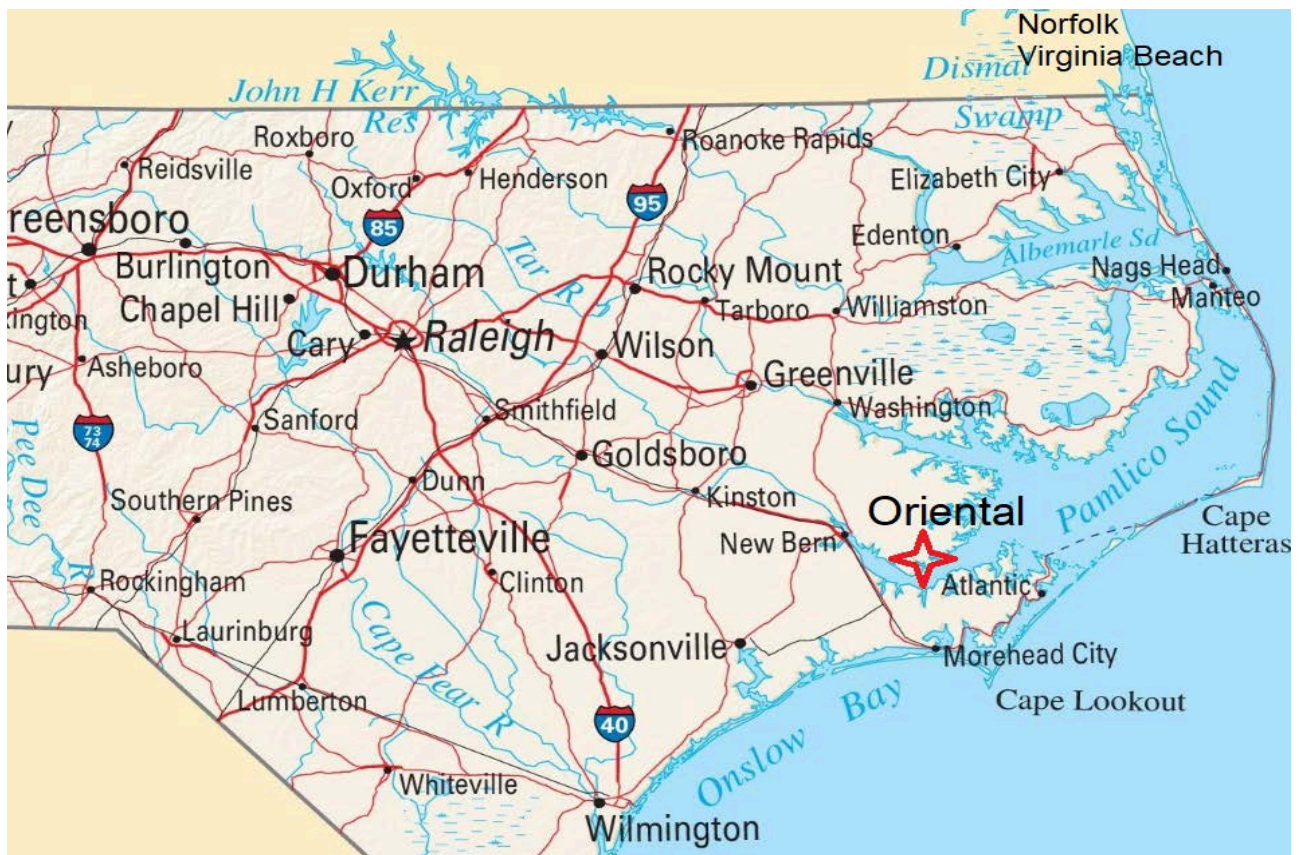 Norfolk
Virginia Beach
Dismal
Swamp
John H Kerr
Res
Roxboro
Roanoke Rapids
Reidsville
Oxford
Henderson
95
Elizabeth City
85
reensboro
Edenton
Albemarle Sd
Tar R
Burlington
Durham
Rocky Mount
Nags Head
t
Chapel Hill
Tarboro
Williamston
Manteo
xington
Cary
Raleigh
Wilson
ury
Asheboro
Greenville
Washington
Smithfield
Sanford
73
74
Pamlico Sound
Goldsboro
Pee Dee
R
Dunn
Kinston
Southern Pines
Oriental
Cape
Hatteras
New Bern
Fayetteville
Rockingham
Clinton
Atlantic
Laurinburg
Cape Fear R
Jacksonville
Morehead City
Lumberton
Cape Lookout
40
Onslow Bay
Whiteville
Wilmington